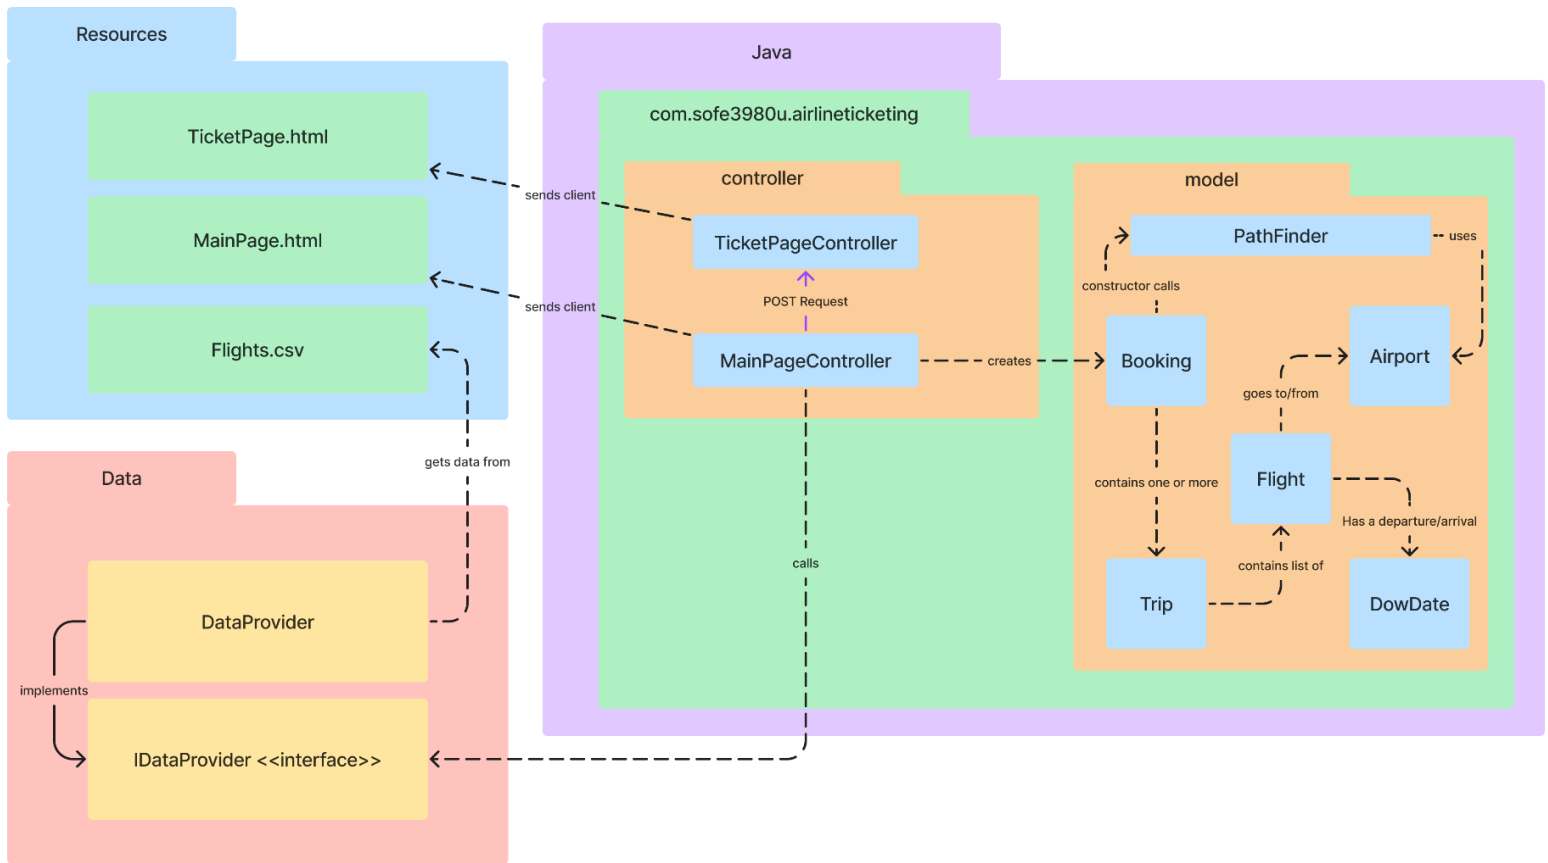 Resources
TicketPage.html
MainPage.html
Flights.csv
gets data from
Data
DataProvider
implements
IDataProvider <<interface>>
Java
com.sofe3980u.airlineticketing
controller
sends client
TicketPageController
POST Request
sends client
MainPageController
creates
calls
model
PathFinder
uses
constructor calls
Booking
Airport
goes to/from
Flight
contains one or more
Has a departure/arrival
contains list of
Trip
DowDate